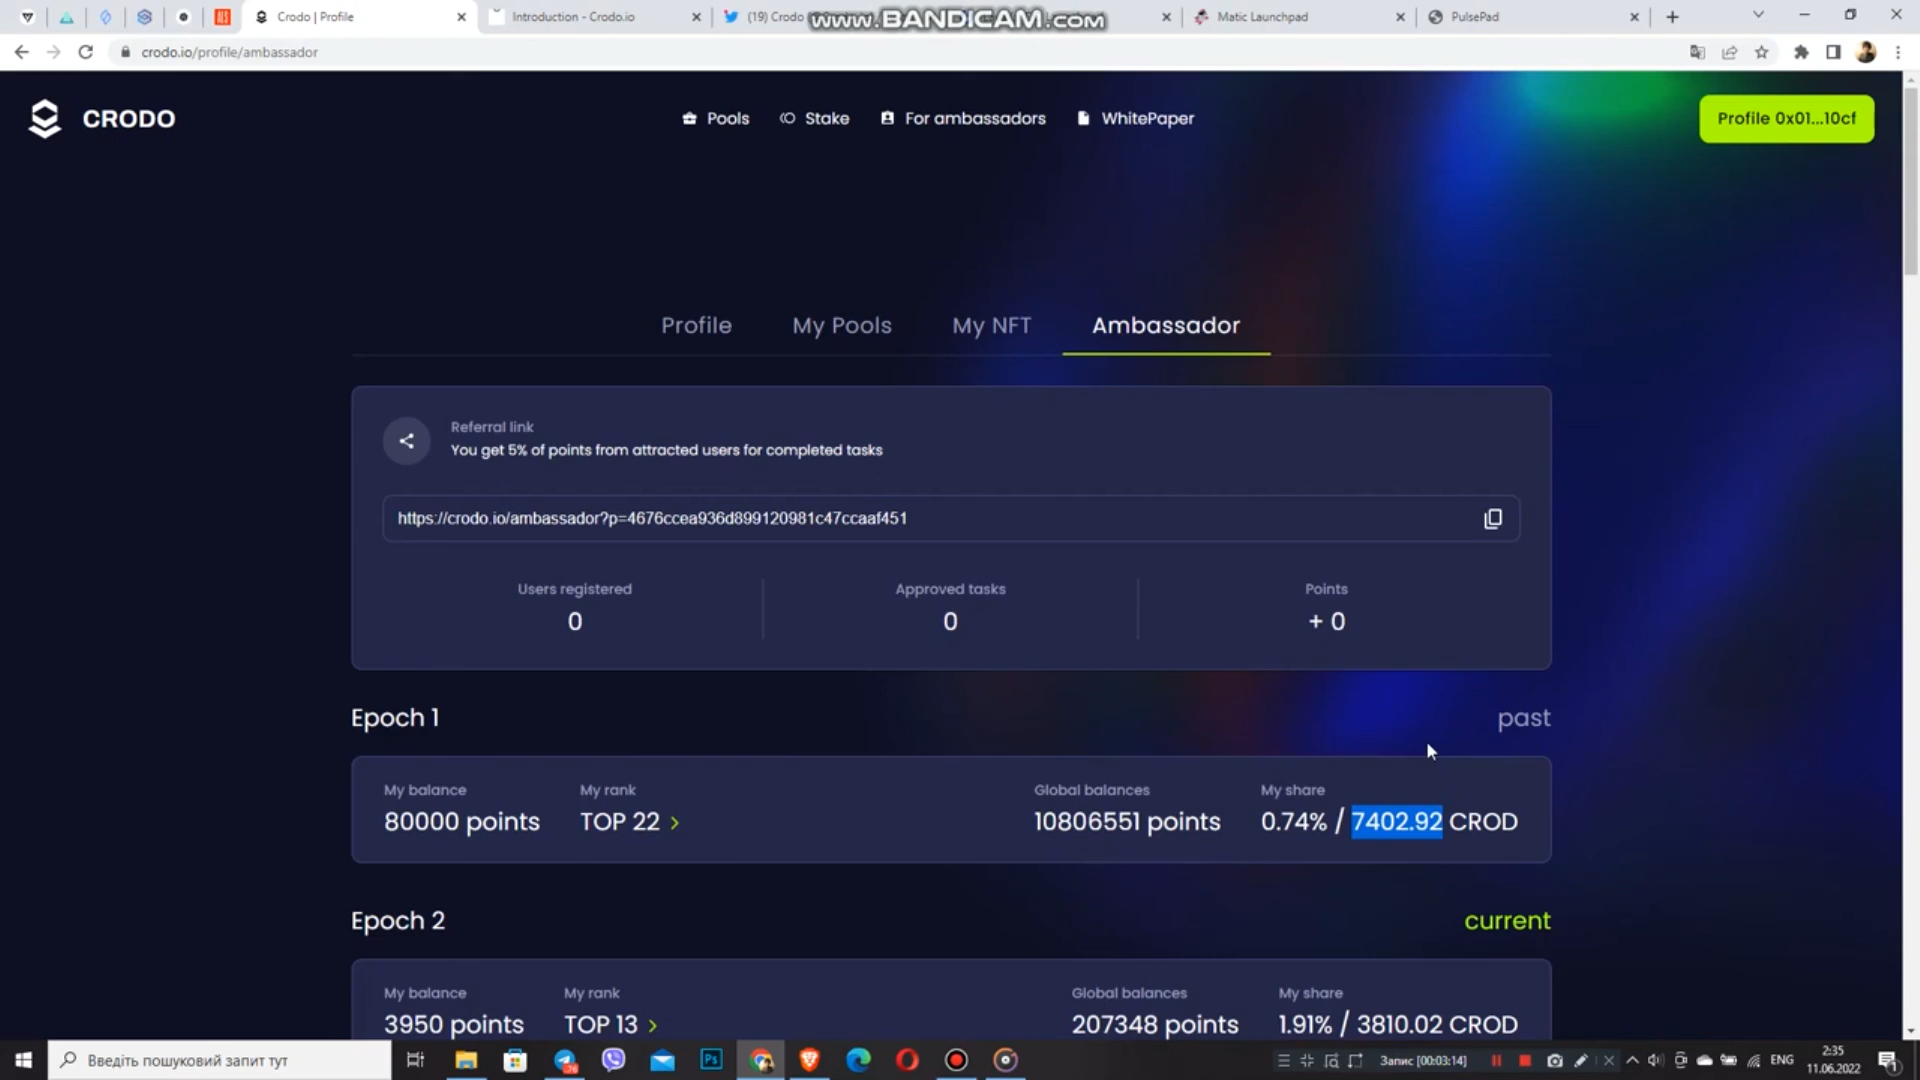 Crodo | Profile
Introduction - Crodo.io
(19) Crodo
www.BANDICAM.com
Matic Launchpad
PulsePad
crodo.io/profile/ambassador
CRODO
Pools
Stake
For ambassadors
WhitePaper
Profile 0x01...10cf
Profile
My Pools
My NFT
Ambassador
Referral link
You get 5% of points from attracted users for completed tasks
https://crodo.io/ambassador?p=4676ccea936d899120981c47ccaaf451
Users registered
0
Approved tasks
0
Points
+ 0
Epoch 1
past
My balance
80000 points
My rank
TOP 22
Global balances
10806551 points
My share
0.74% / 7402.92 CROD
Epoch 2
current
My balance
3950 points
My rank
TOP 13
Global balances
207348 points
My share
1.91% / 3810.02 CROD
Введіть пошуковий запит тут
Ps
Запис [00:03:14]
ENG
2:35
11.06.2022